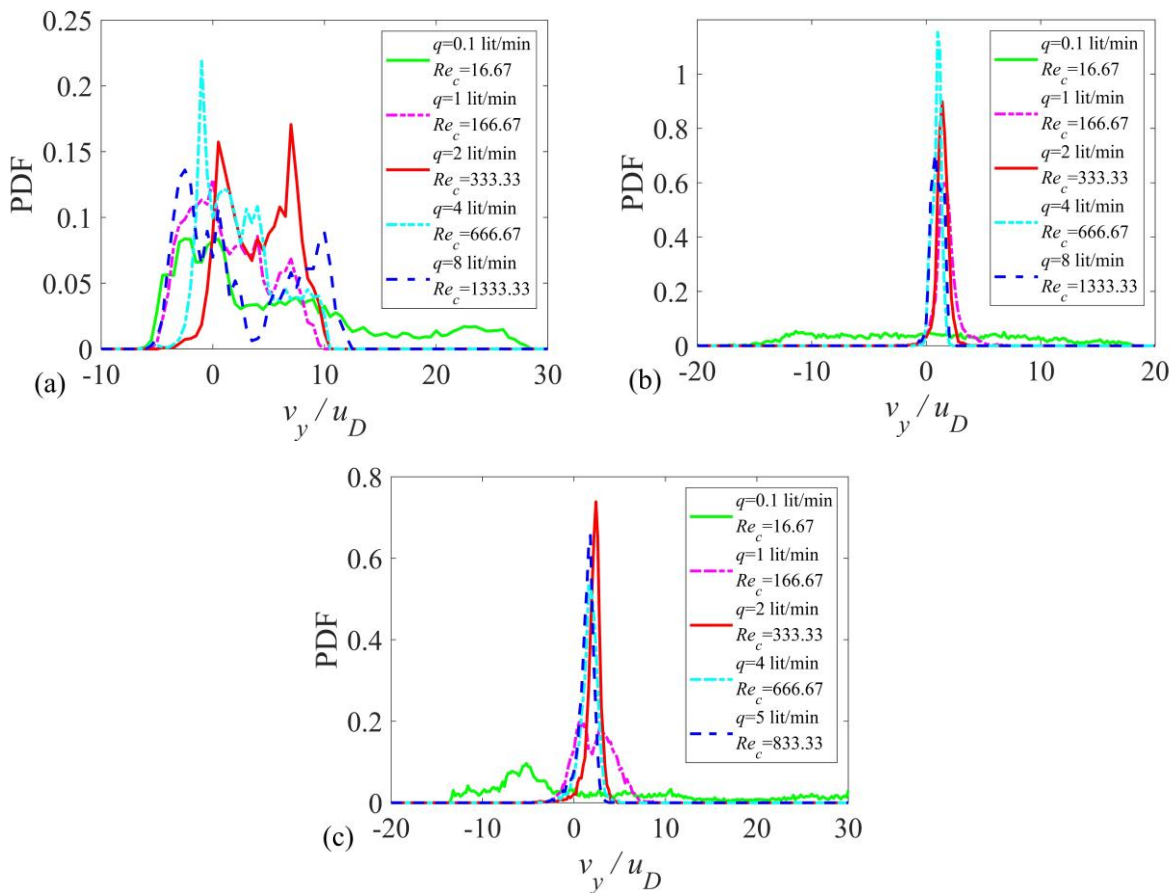 0.25
0.2
0.15
0.1
0.05
0
PDF
-10 0 10 20 30
v_y / u_D
(a)
q=0.1 lit/min
Re_c=16.67
q=1 lit/min
Re_c=166.67
q=2 lit/min
Re_c=333.33
q=4 lit/min
Re_c=666.67
q=8 lit/min
Re_c=1333.33
1
0.8
0.6
0.4
0.2
0
PDF
-20 -10 0 10 20
v_y / u_D
(b)
q=0.1 lit/min
Re_c=16.67
q=1 lit/min
Re_c=166.67
q=2 lit/min
Re_c=333.33
q=4 lit/min
Re_c=666.67
q=8 lit/min
Re_c=1333.33
0.8
0.6
0.4
0.2
0
PDF
-20 -10 0 10 20 30
v_y / u_D
(c)
q=0.1 lit/min
Re_c=16.67
q=1 lit/min
Re_c=166.67
q=2 lit/min
Re_c=333.33
q=4 lit/min
Re_c=666.67
q=5 lit/min
Re_c=833.33